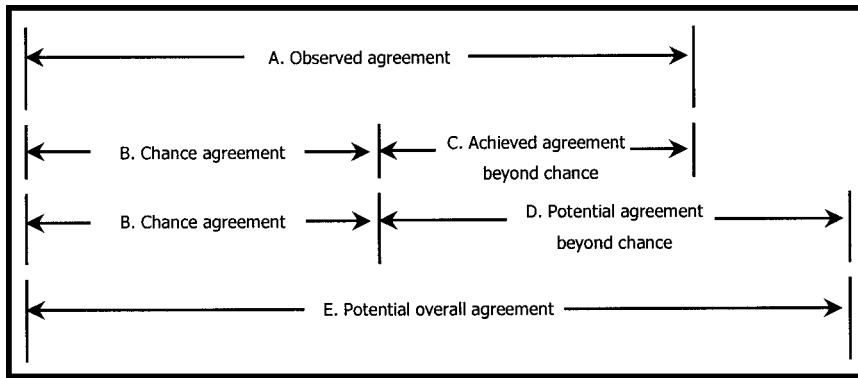 A. Observed agreement
B. Chance agreement
C. Achieved agreement
beyond chance
B. Chance agreement
D. Potential agreement
beyond chance
E. Potential overall agreement